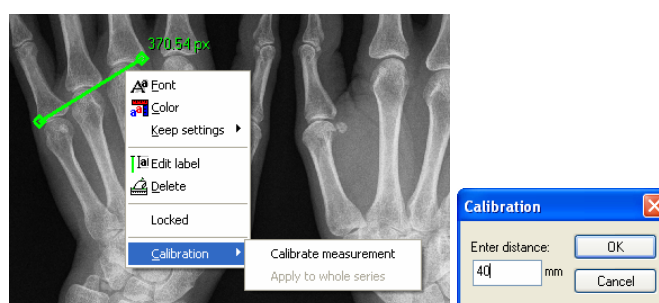 370.54 px
Font
Color
Keep settings
Edit label
Delete
Locked
Calibration
Calibrate measurement
Apply to whole series
Calibration
Enter distance:
40 mm
OK
Cancel